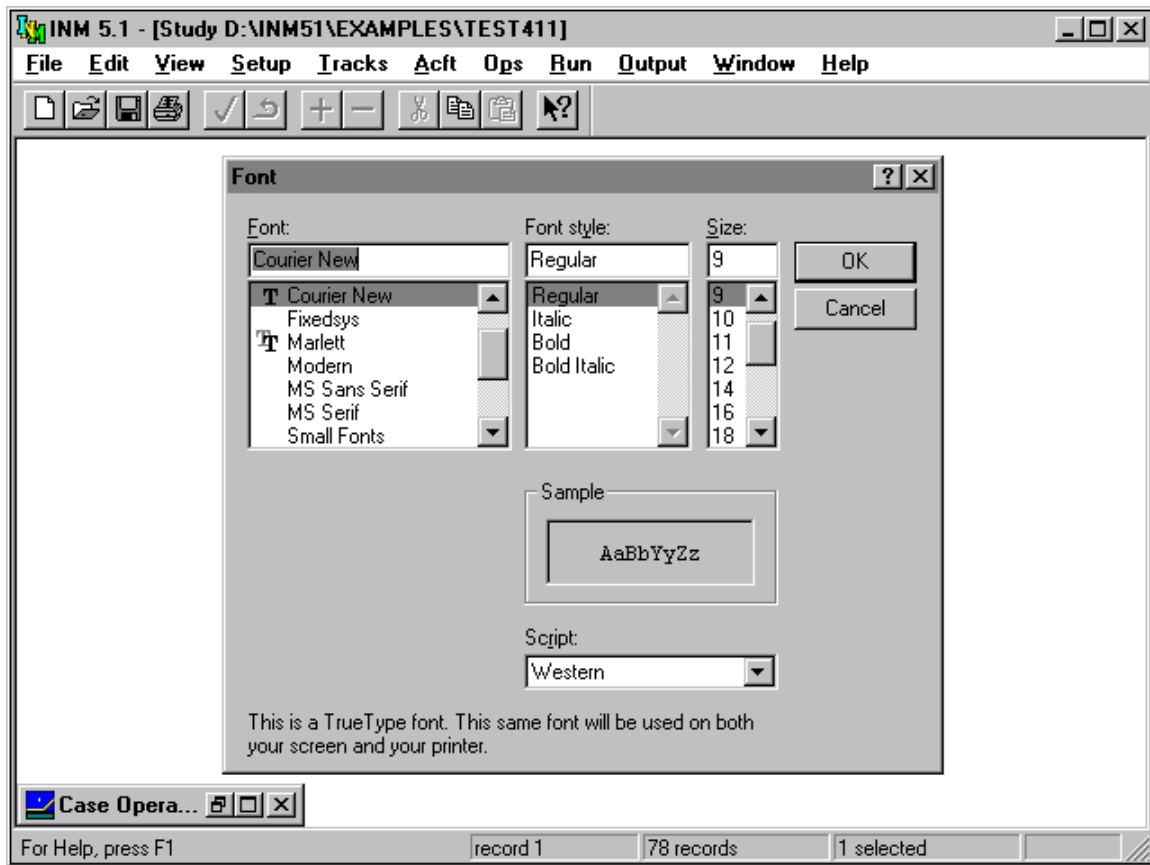 INM 5.1 - [Study D:\INM51\EXAMPLES\TEST411]
File Edit View Setup Tracks Acft Ops Run Output Window Help
Font
Font: Font style: Size:
Courier New Regular 9 OK
Courier New Regular 9 Cancel
Fixedsys Italic 10
Marlett Bold 11
Modern Bold Italic 12
MS Sans Serif 14
MS Serif 16
Small Fonts 18
Sample
AaBbYyZz
Script:
Western
This is a TrueType font. This same font will be used on both
your screen and your printer.
Case Opera...
For Help, press F1 record 1 78 records 1 selected